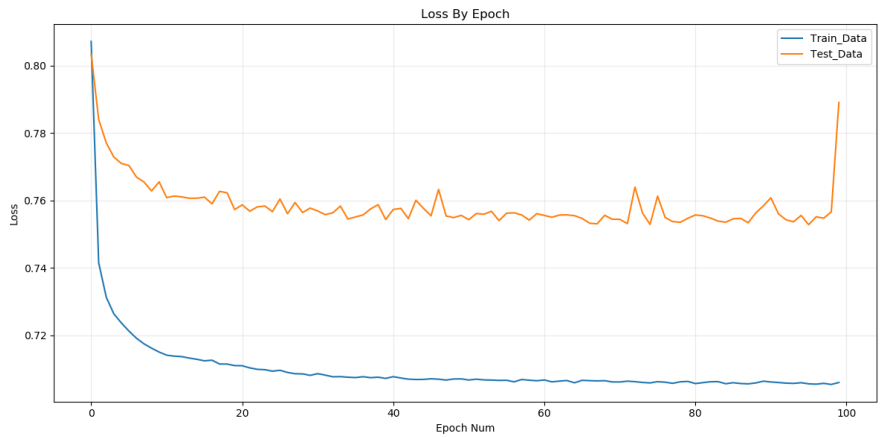 Loss By Epoch
Train_Data
Test_Data
0.80
0.78
0.76
0.74
0.72
Loss
0
20
40
60
80
100
Epoch Num